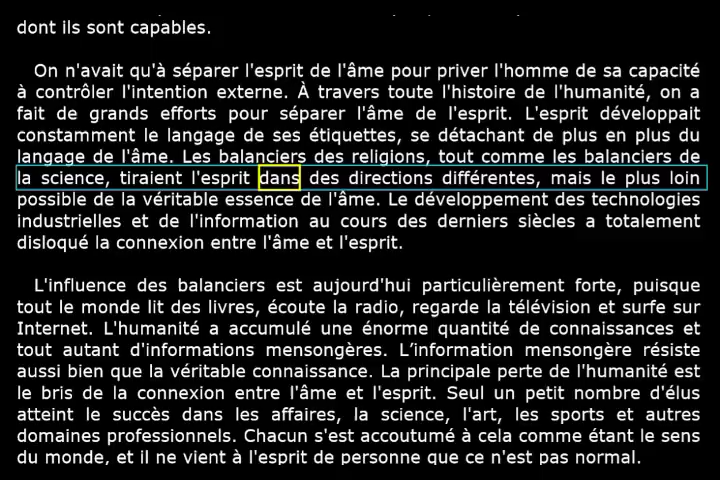 dont ils sont capables.
On n'avait qu'à séparer l'esprit de l'âme pour priver l'homme de sa capacité
à contrôler l'intention externe. À travers toute l'histoire de l'humanité, on a
fait de grands efforts pour séparer l'âme de l'esprit. L'esprit développait
constamment le langage de ses étiquettes, se détachant de plus en plus du
langage de l'âme. Les balanciers des religions, tout comme les balanciers de
la science, tiraient l'esprit dans des directions différentes, mais le plus loin
possible de la véritable essence de l'âme. Le développement des technologies
industrielles et de l'information au cours des derniers siècles a totalement
disloqué la connexion entre l'âme et l'esprit.
L'influence des balanciers est aujourd'hui particulièrement forte, puisque
tout le monde lit des livres, écoute la radio, regarde la télévision et surfe sur
Internet. L'humanité a accumulé une énorme quantité de connaissances et
tout autant d'informations mensongères. L’information mensongère résiste
aussi bien que la véritable connaissance. La principale perte de l'humanité est
le bris de la connexion entre l'âme et l'esprit. Seul un petit nombre d'élus
atteint le succès dans les affaires, la science, l'art, les sports et autres
domaines professionnels. Chacun s'est accoutumé à cela comme étant le sens
du monde, et il ne vient à l'esprit de personne que ce n'est pas normal.